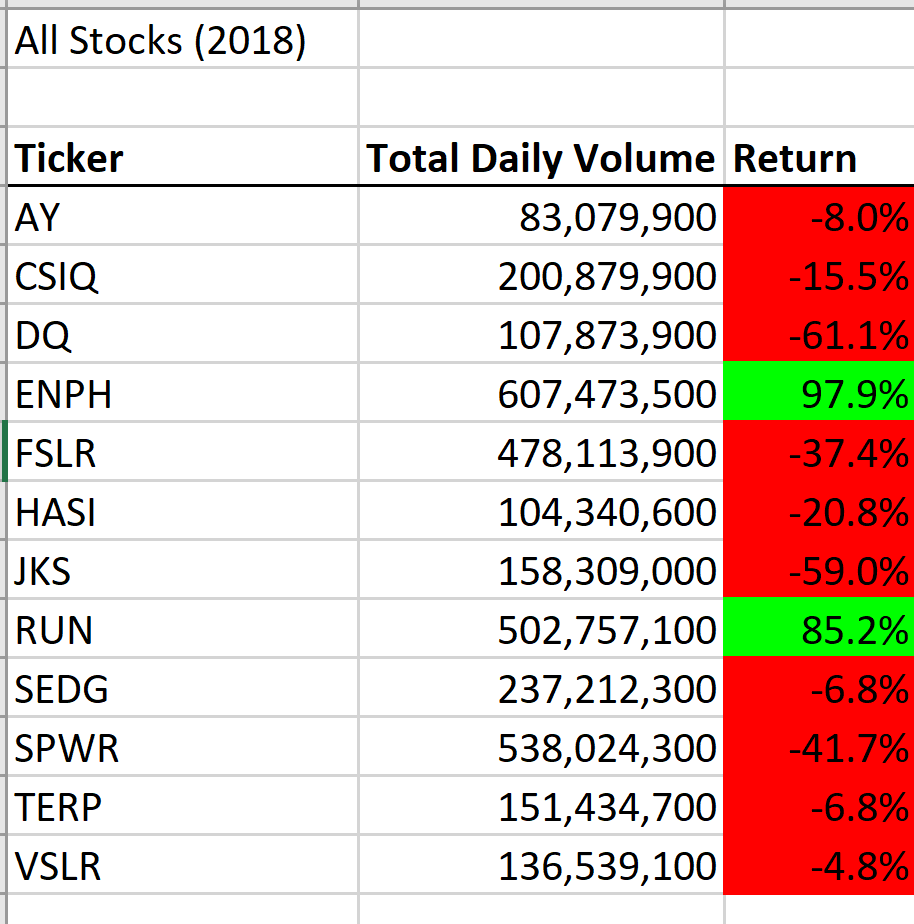 All Stocks (2018)
Ticker Total Daily Volume Return
AY 83,079,900 -8.0%
CSIQ 200,879,900 -15.5%
DQ 107,873,900 -61.1%
ENPH 607,473,500 97.9%
FSLR 478,113,900 -37.4%
HASI 104,340,600 -20.8%
JKS 158,309,000 -59.0%
RUN 502,757,100 85.2%
SEDG 237,212,300 -6.8%
SPWR 538,024,300 -41.7%
TERP 151,434,700 -6.8%
VSLR 136,539,100 -4.8%